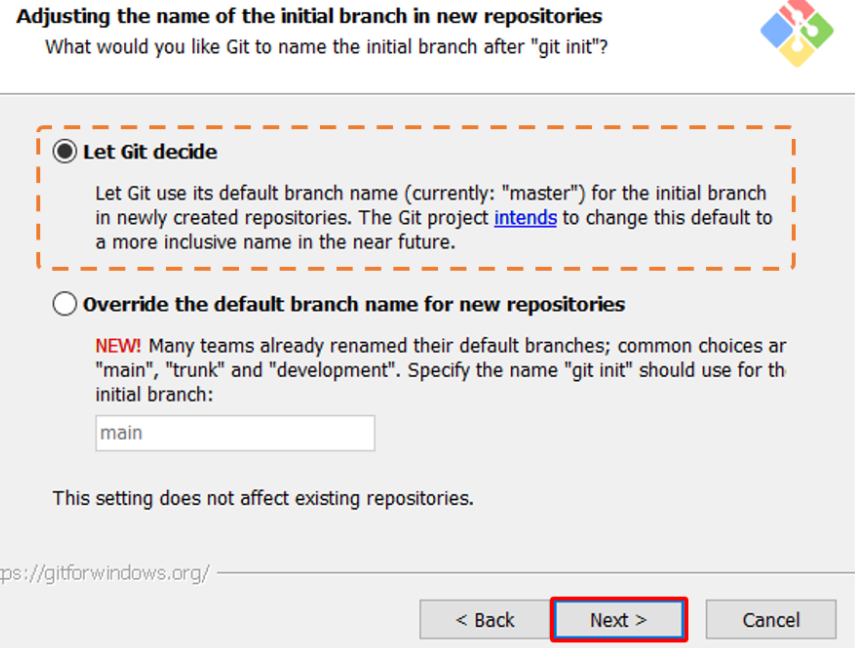 Adjusting the name of the initial branch in new repositories
What would you like Git to name the initial branch after "git init"?
Let Git decide
Let Git use its default branch name (currently: "master") for the initial branch
in newly created repositories. The Git project intends to change this default to
a more inclusive name in the near future.
Override the default branch name for new repositories
NEW! Many teams already renamed their default branches; common choices ar
"main", "trunk" and "development". Specify the name "git init" should use for th
initial branch:
main
This setting does not affect existing repositories.
ps://gitforwindows.org/
< Back Next > Cancel